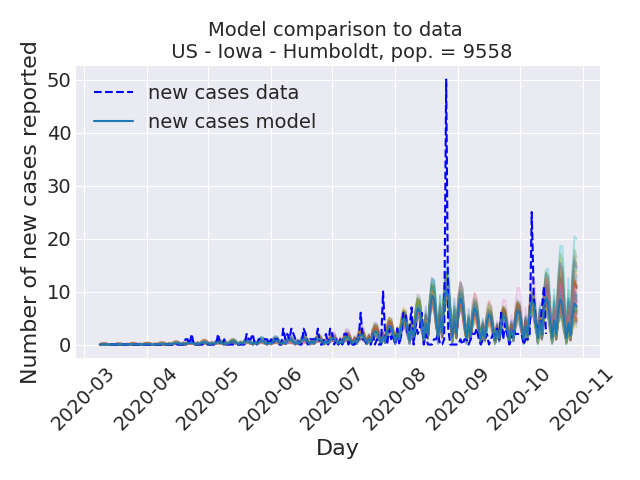 Model comparison to data
US - Iowa - Humboldt, pop. = 9558
Number of new cases reported
50
40
30
20
10
0
new cases data
new cases model
2020-03
2020-04
2020-05
2020-06
2020-07
2020-08
2020-09
2020-10
2020-11
Day